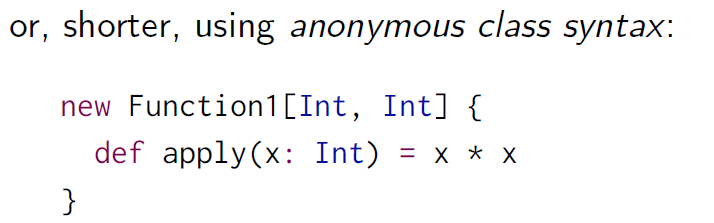 or, shorter, using anonymous class syntax:
new Function1[Int, Int] {
  def apply(x: Int) = x * x
}